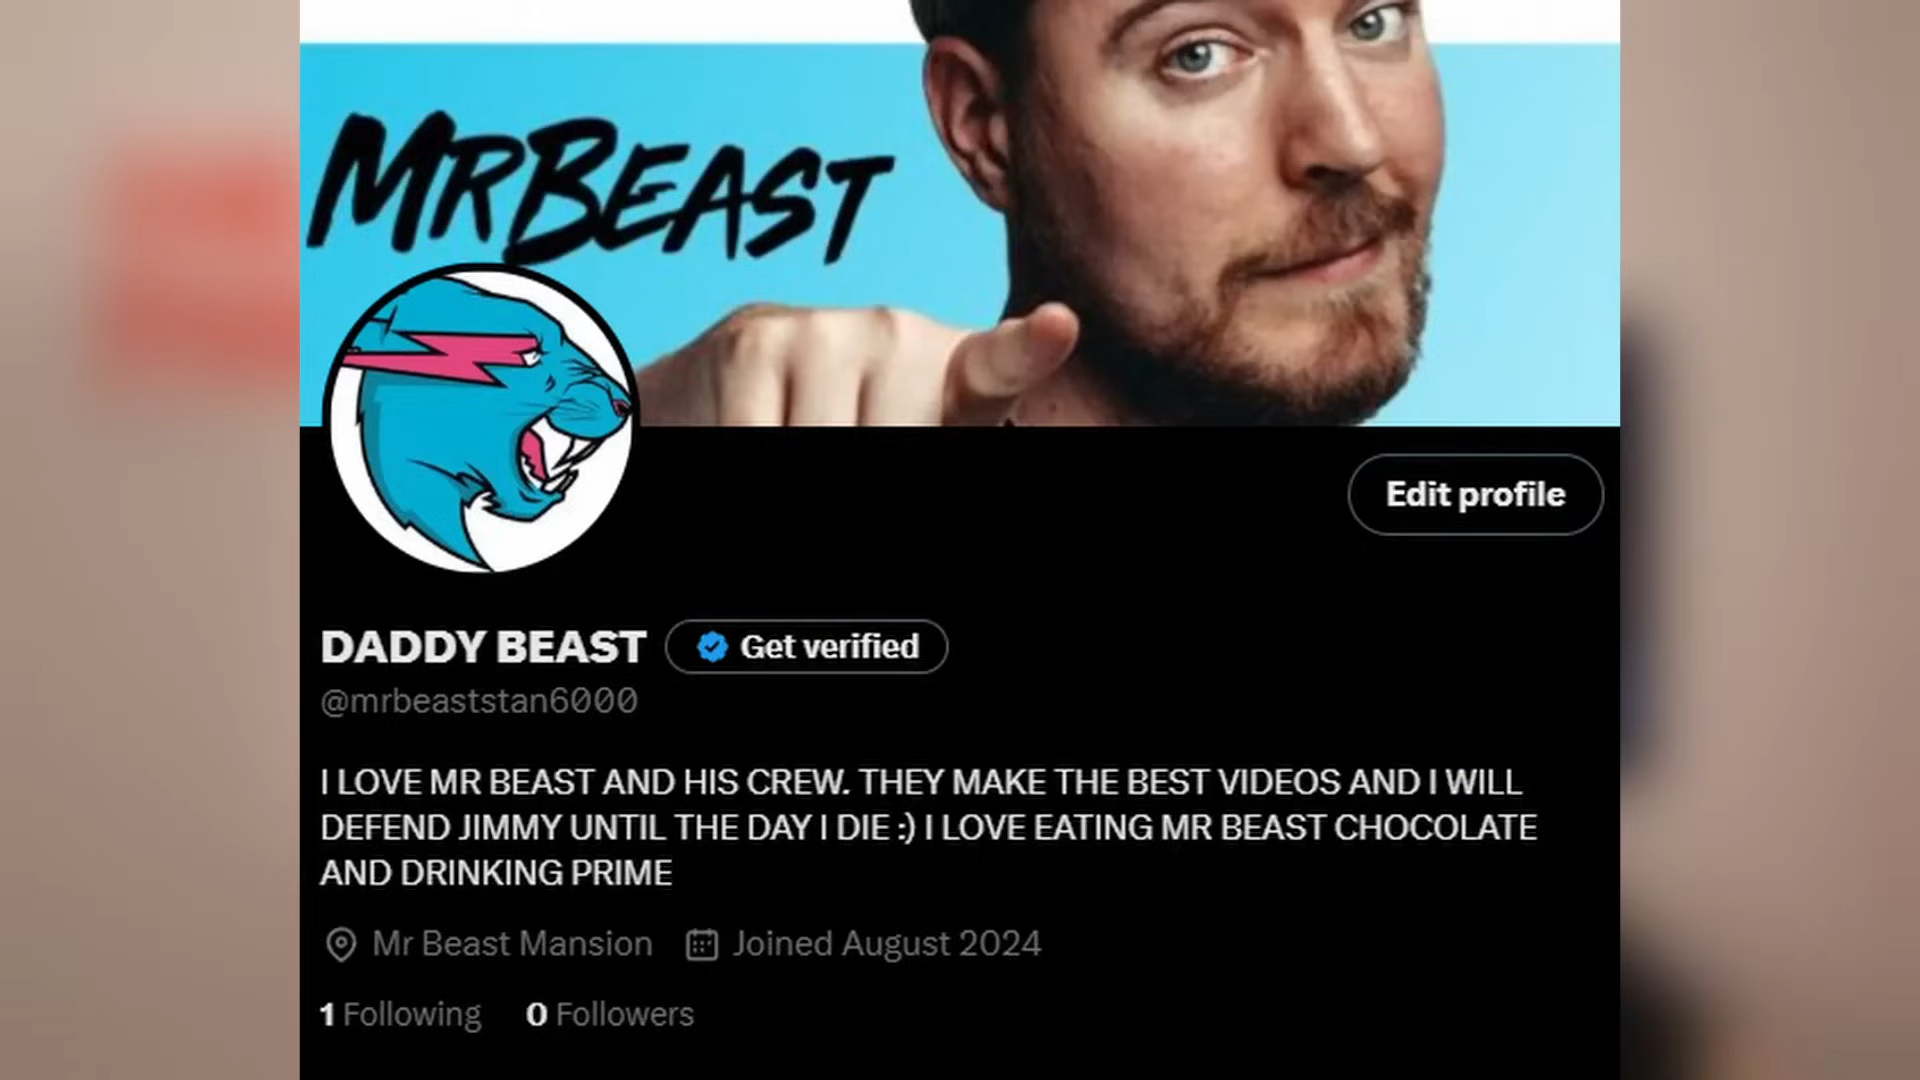 MRBEAST
Edit profile
DADDY BEAST Get verified
@mrbeaststan6000
I LOVE MR BEAST AND HIS CREW. THEY MAKE THE BEST VIDEOS AND I WILL
DEFEND JIMMY UNTIL THE DAY I DIE :) I LOVE EATING MR BEAST CHOCOLATE
AND DRINKING PRIME
Mr Beast Mansion Joined August 2024
1 Following 0 Followers